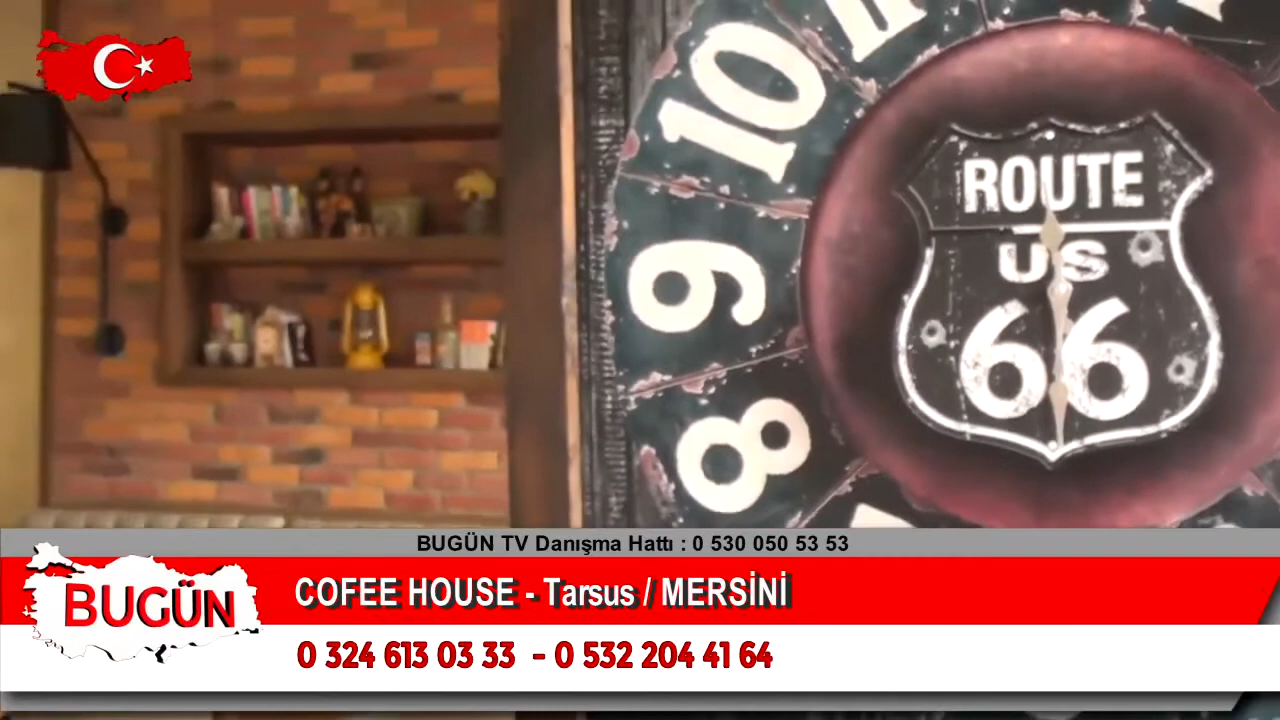 10
9
8
ROUTE
US
66
BUGÜN TV Danışma Hattı : 0 530 050 53 53
BUGÜN
COFEE HOUSE - Tarsus / MERSİNİ
0 324 613 03 33 - 0 532 204 41 64